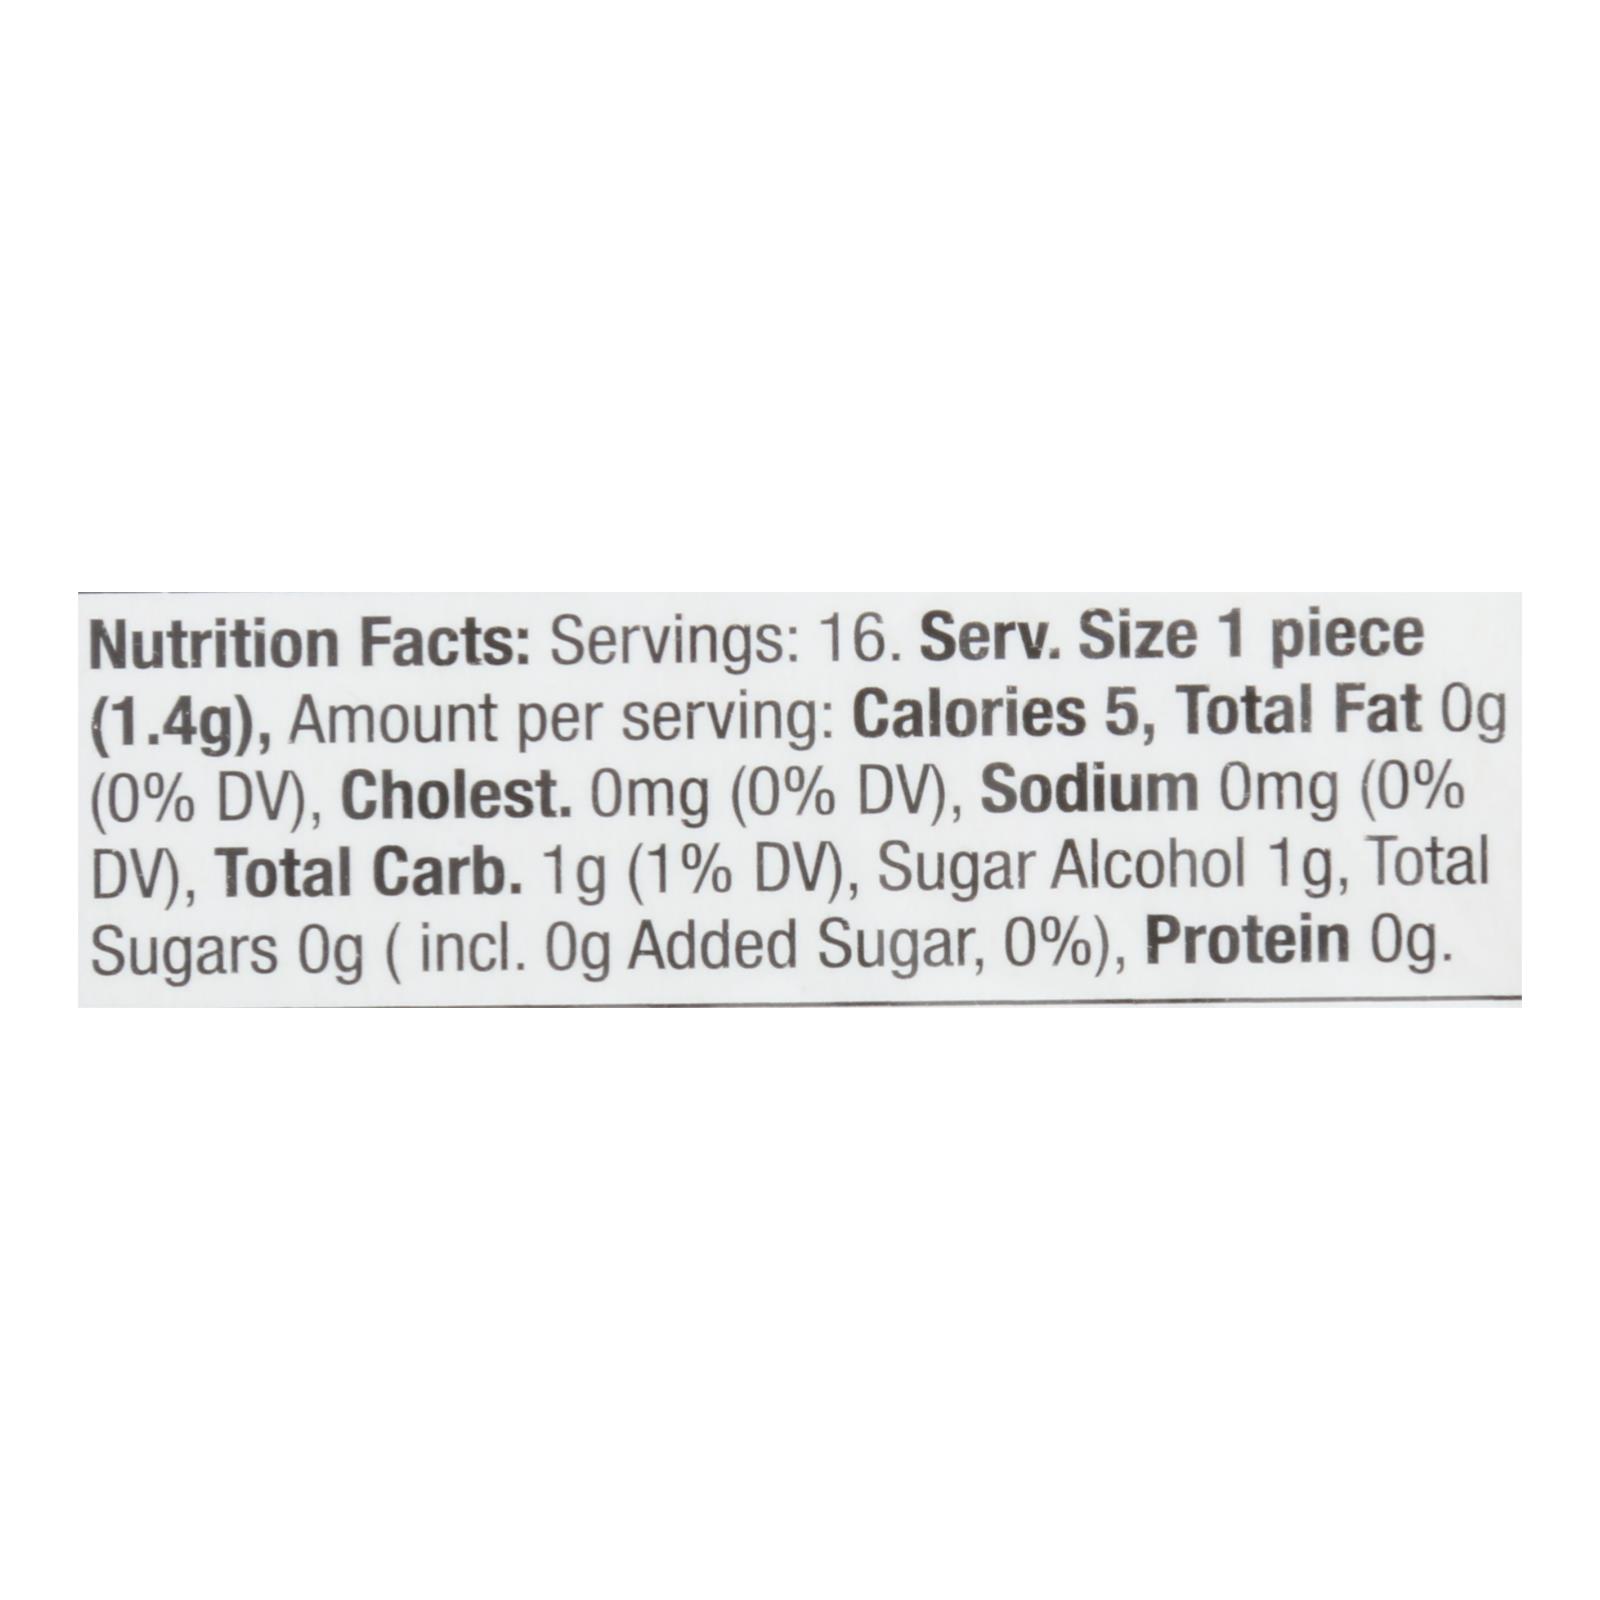 Nutrition Facts: Servings: 16. Serv. Size 1 piece
(1.4g), Amount per serving: Calories 5, Total Fat 0g
(0% DV), Cholest. 0mg (0% DV), Sodium 0mg (0%
DV), Total Carb. 1g (1% DV), Sugar Alcohol 1g, Total
Sugars 0g ( incl. 0g Added Sugar, 0%), Protein 0g.